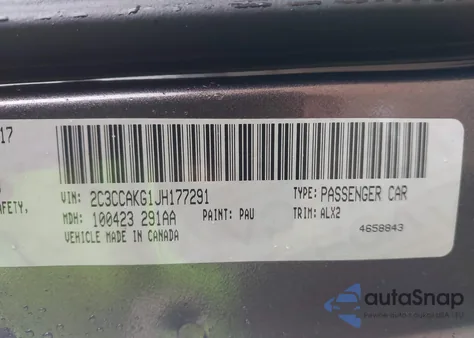 17
AFETY,
VIN: 2C3CCAKG1JH177291 TYPE: PASSENGER CAR
MDH: 100423 291AA PAINT: PAU TRIM: ALX2
VEHICLE MADE IN CANADA 4658843
autoSnap